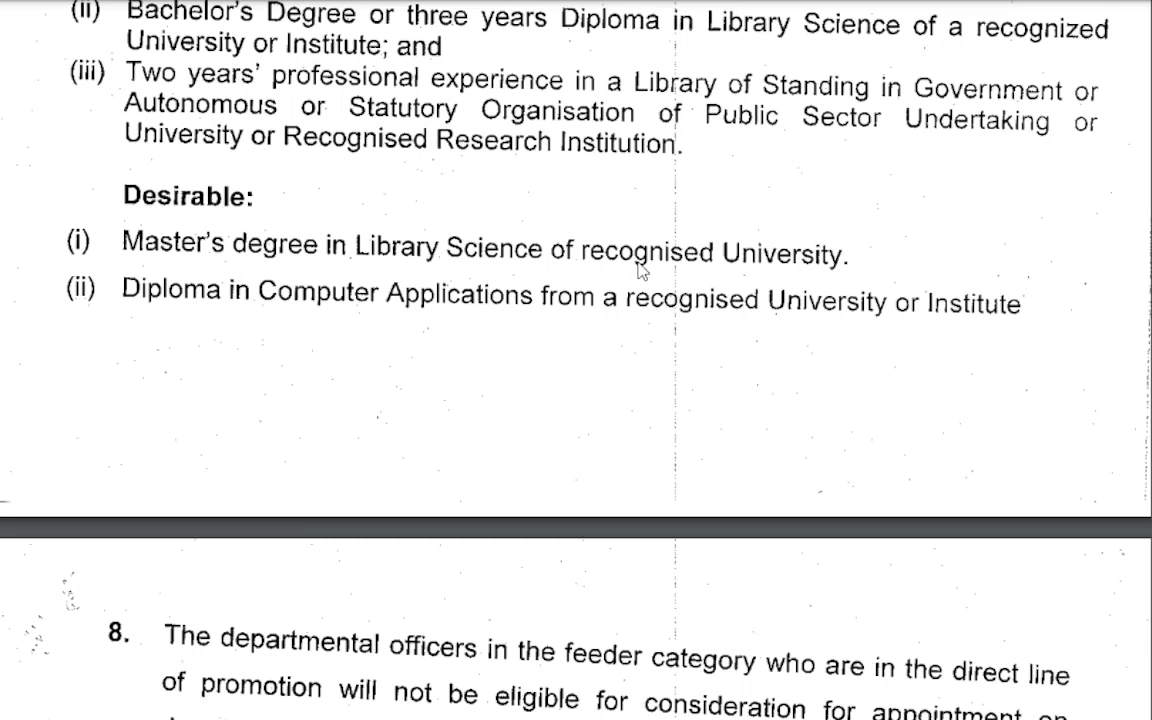 (ii) Bachelor's Degree or three years Diploma in Library Science of a recognized
University or Institute; and
(iii) Two years' professional experience in a Library of Standing in Government or
Autonomous or Statutory Organisation of Public Sector Undertaking or
University or Recognised Research Institution.
Desirable:
(i) Master's degree in Library Science of recognised University.
(ii) Diploma in Computer Applications from a recognised University or Institute
8. The departmental officers in the feeder category who are in the direct line
of promotion will not be eligible for consideration for appointment on